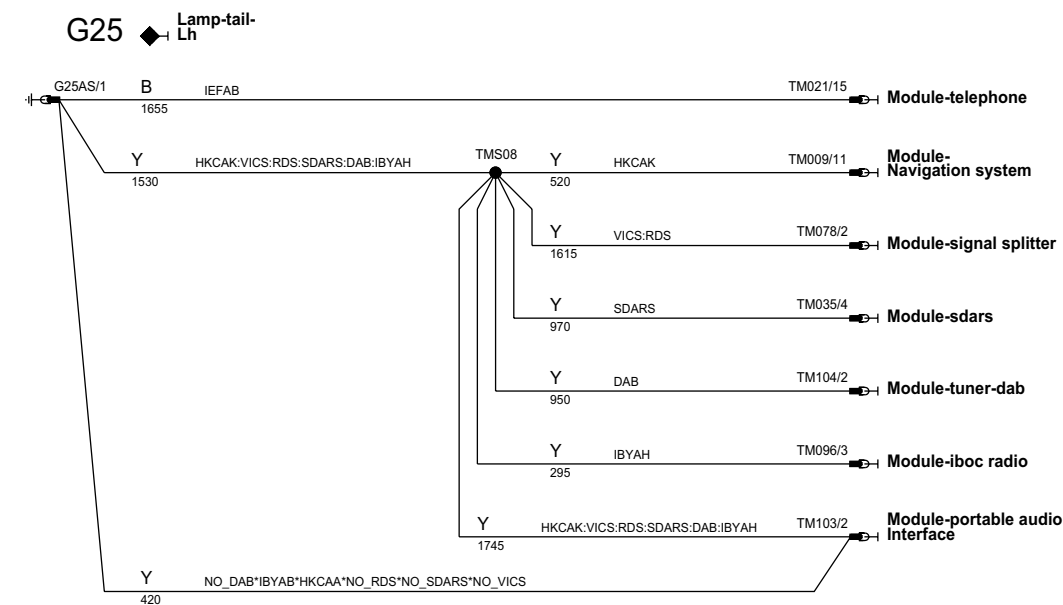 G25
Lamp-tail-
Lh
G25AS/1
B
IEFAB
1655
TM021/15
Module-telephone
Y
HKCAK:VICS:RDS:SDARS:DAB:IBYAH
1530
TMS08
Y
HKCAK
520
TM009/11
Module-
Navigation system
Y
VICS:RDS
1615
TM078/2
Module-signal splitter
Y
SDARS
970
TM035/4
Module-sdars
Y
DAB
950
TM104/2
Module-tuner-dab
Y
IBYAH
295
TM096/3
Module-iboc radio
Y
HKCAK:VICS:RDS:SDARS:DAB:IBYAH
1745
TM103/2
Module-portable audio
Interface
Y
NO_DAB*IBYAB*HKCAA*NO_RDS*NO_SDARS*NO_VICS
420